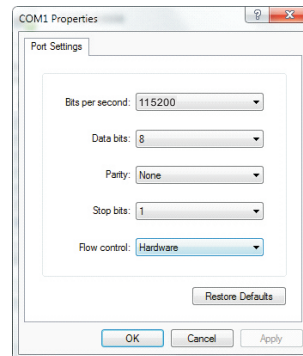 COM1 Properties
Port Settings
Bits per second: 115200
Data bits: 8
Parity: None
Stop bits: 1
Flow control: Hardware
Restore Defaults
OK Cancel Apply